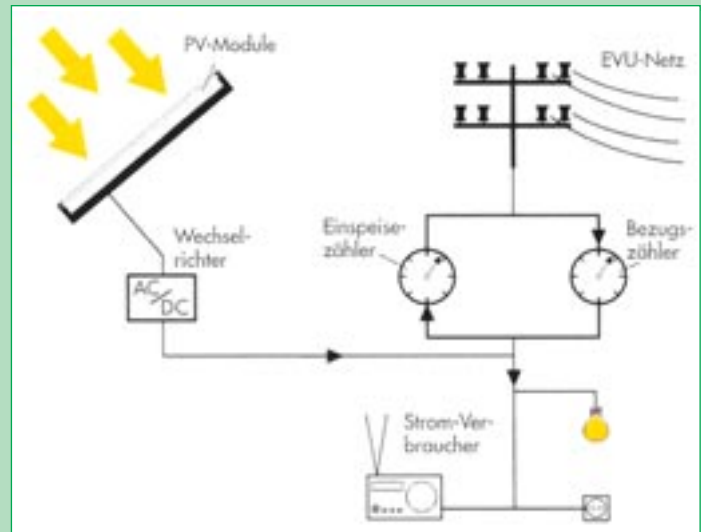 PV-Module
EVU-Netz
Einspeise-
zähler
Bezugs-
zähler
Wechsel-
richter
AC/
DC
Strom-Ver-
braucher